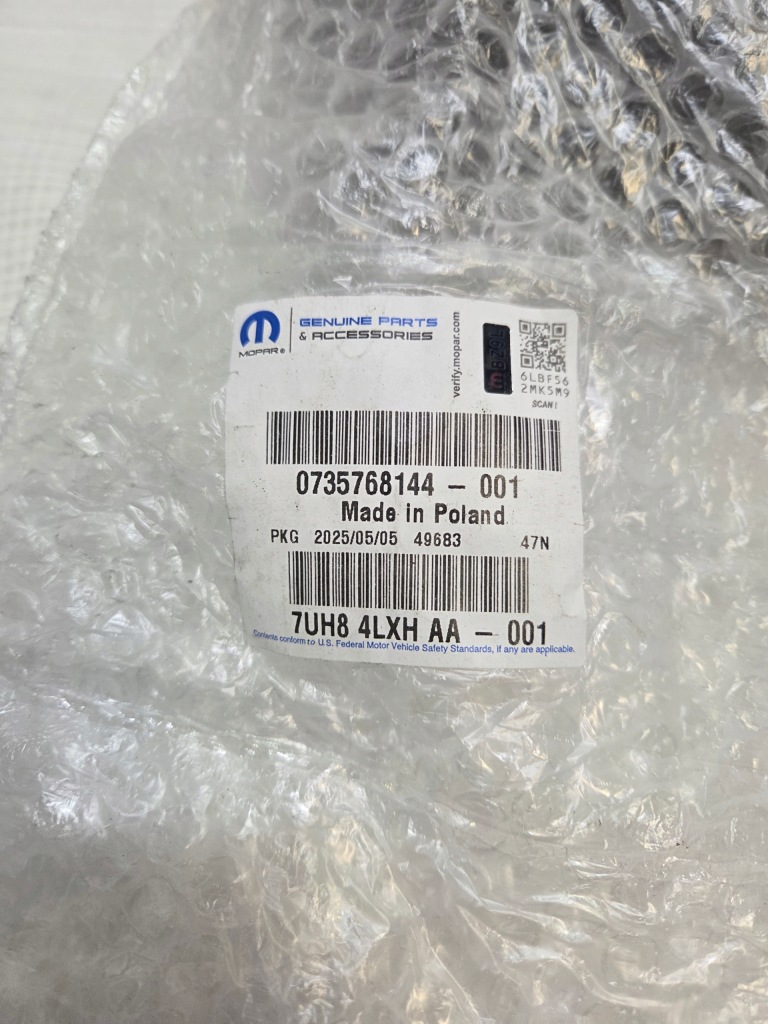 MOPAR®
GENUINE PARTS
& ACCESSORIES
verify.mopar.com
6LBF56
2MK5M9
SCAN!
0735768144 – 001
Made in Poland
PKG 2025/05/05 49683 47N
7UH8 4LXH AA – 001
Contents conform to U.S. Federal Motor Vehicle Safety Standards, if any are applicable.